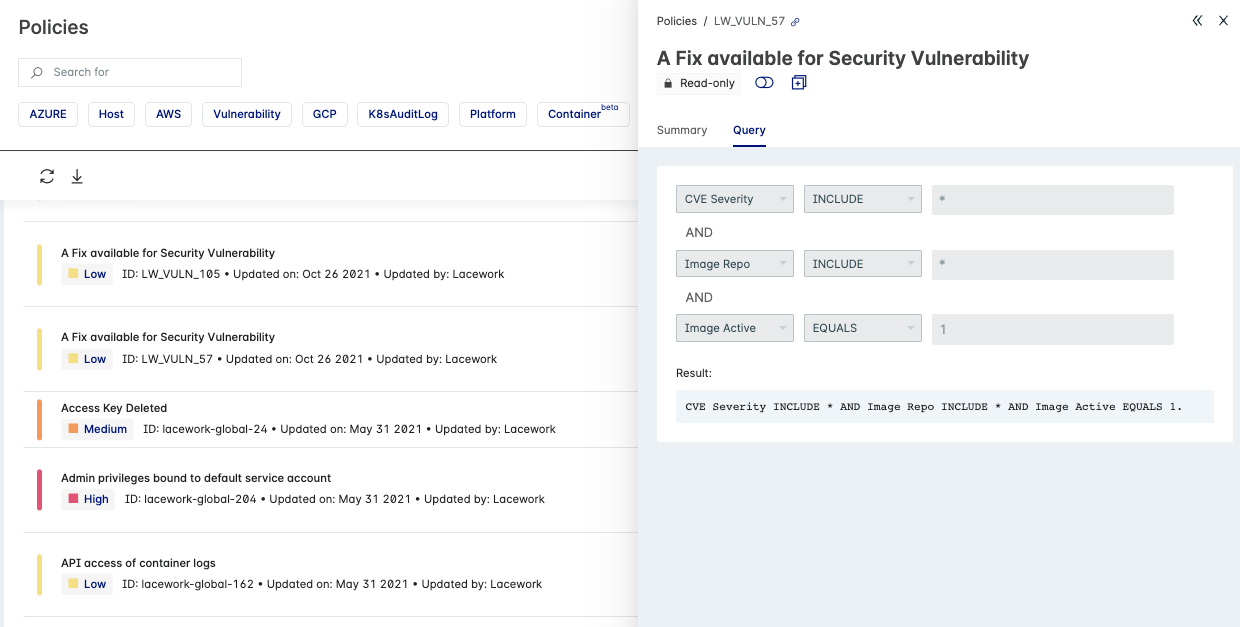 Policies
Search for
AZURE
Host
AWS
Vulnerability
GCP
K8sAuditLog
Platform
Container beta
A Fix available for Security Vulnerability
Low ID: LW_VULN_105 • Updated on: Oct 26 2021 • Updated by: Lacework
A Fix available for Security Vulnerability
Low ID: LW_VULN_57 • Updated on: Oct 26 2021 • Updated by: Lacework
Access Key Deleted
Medium ID: lacework-global-24 • Updated on: May 31 2021 • Updated by: Lacework
Admin privileges bound to default service account
High ID: lacework-global-204 • Updated on: May 31 2021 • Updated by: Lacework
API access of container logs
Low ID: lacework-global-162 • Updated on: May 31 2021 • Updated by: Lacework
Policies / LW_VULN_57
A Fix available for Security Vulnerability
Read-only
Summary Query
CVE Severity INCLUDE *
AND
Image Repo INCLUDE *
AND
Image Active EQUALS 1
Result:
CVE Severity INCLUDE * AND Image Repo INCLUDE * AND Image Active EQUALS 1.